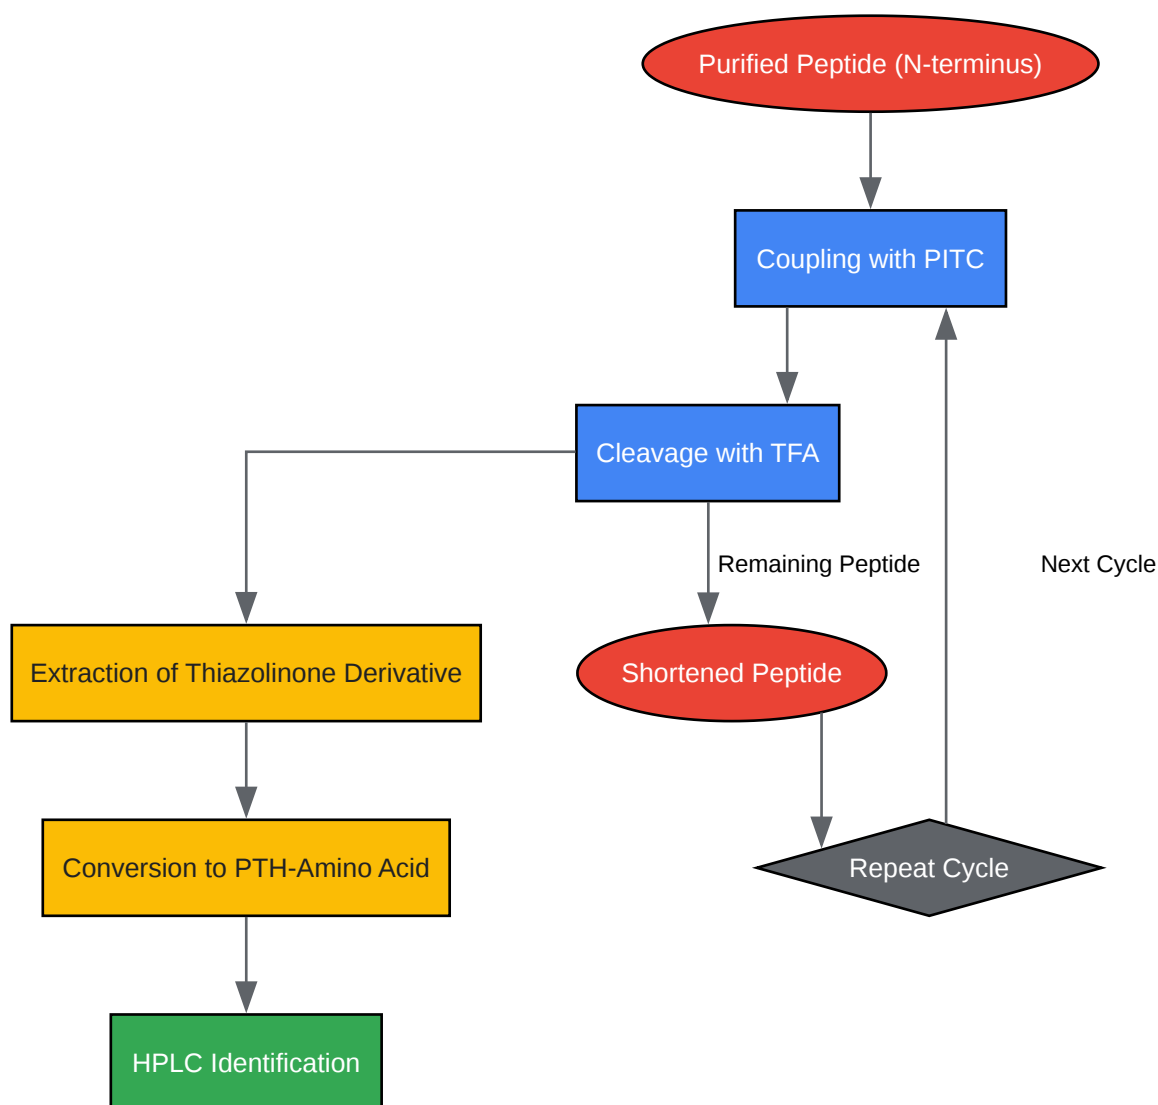 Purified Peptide (N-terminus)
Coupling with PITC
Cleavage with TFA
Remaining Peptide
Next Cycle
Extraction of Thiazolinone Derivative
Shortened Peptide
Conversion to PTH-Amino Acid
Repeat Cycle
HPLC Identification